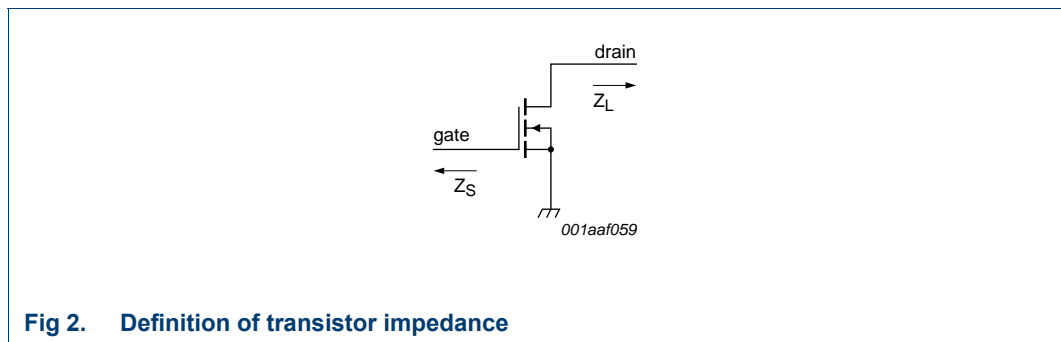 drain
Z_L
gate
Z_S
001aaf059
Fig 2. Definition of transistor impedance